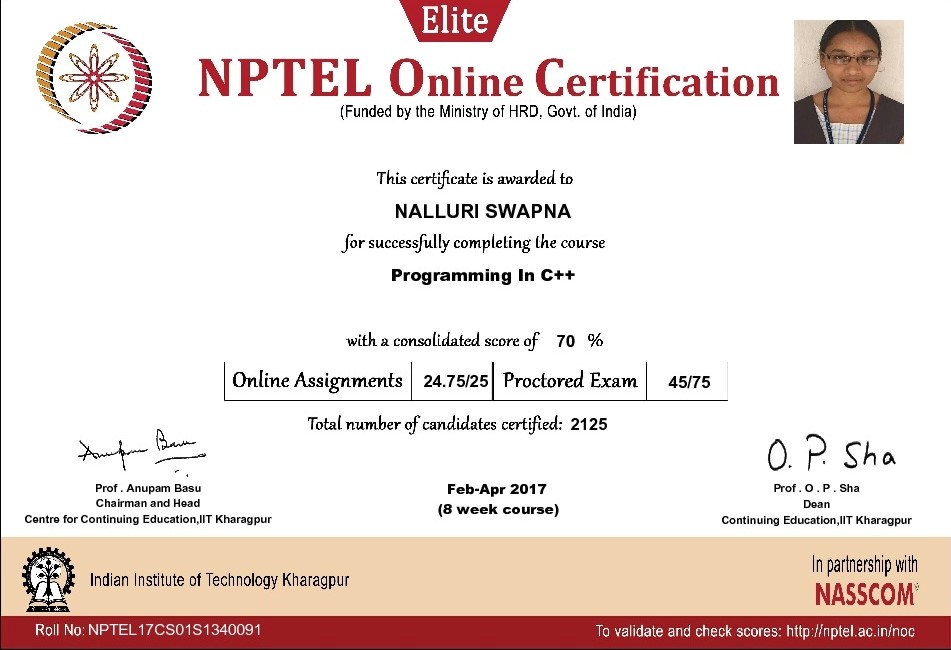 Elite
NPTEL Online Certification
(Funded by the Ministry of HRD, Govt. of India)
This certificate is awarded to
NALLURI SWAPNA
for successfully completing the course
Programming In C++
with a consolidated score of 70 %
Online Assignments 24.75/25 Proctored Exam 45/75
Total number of candidates certified: 2125
Anupam Basu
O. P. Sha
Prof . Anupam Basu
Chairman and Head
Centre for Continuing Education,IIT Kharagpur
Feb-Apr 2017
(8 week course)
Prof . O . P . Sha
Dean
Continuing Education,IIT Kharagpur
Indian Institute of Technology Kharagpur
In partnership with
NASSCOM®
Roll No: NPTEL17CS01S1340091
To validate and check scores: http://nptel.ac.in/noc